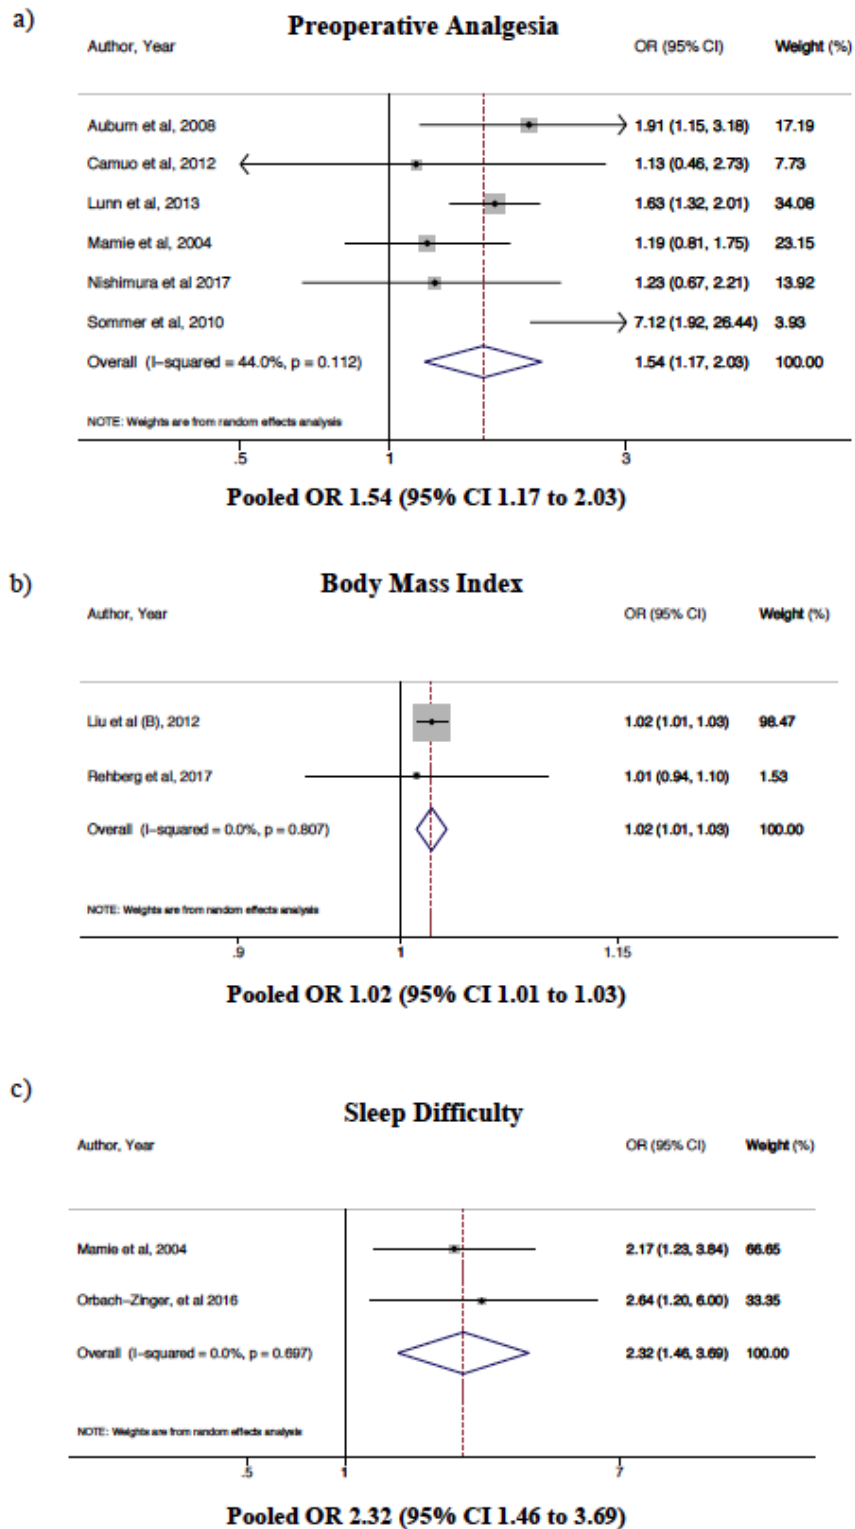 a)
Preoperative Analgesia
Author, Year OR (95% CI) Weight (%)
Auburn et al, 2008 1.91 (1.15, 3.18) 17.19
Camuo et al, 2012 1.13 (0.46, 2.73) 7.73
Lunn et al, 2013 1.63 (1.32, 2.01) 34.08
Mamie et al, 2004 1.19 (0.81, 1.75) 23.15
Nishimura et al 2017 1.23 (0.67, 2.21) 13.92
Sommer et al, 2010 7.12 (1.92, 26.44) 3.93
Overall (I-squared = 44.0%, p = 0.112) 1.54 (1.17, 2.03) 100.00
NOTE: Weights are from random effects analysis
.5 1 3
Pooled OR 1.54 (95% CI 1.17 to 2.03)
b)
Body Mass Index
Author, Year OR (95% CI) Weight (%)
Liu et al (B), 2012 1.02 (1.01, 1.03) 98.47
Rehberg et al, 2017 1.01 (0.94, 1.10) 1.53
Overall (I-squared = 0.0%, p = 0.807) 1.02 (1.01, 1.03) 100.00
NOTE: Weights are from random effects analysis
.9 1 1.15
Pooled OR 1.02 (95% CI 1.01 to 1.03)
c)
Sleep Difficulty
Author, Year OR (95% CI) Weight (%)
Mamie et al, 2004 2.17 (1.23, 3.84) 66.65
Orbach-Zinger, et al 2016 2.64 (1.20, 6.00) 33.35
Overall (I-squared = 0.0%, p = 0.697) 2.32 (1.46, 3.69) 100.00
NOTE: Weights are from random effects analysis
.5 1 7
Pooled OR 2.32 (95% CI 1.46 to 3.69)